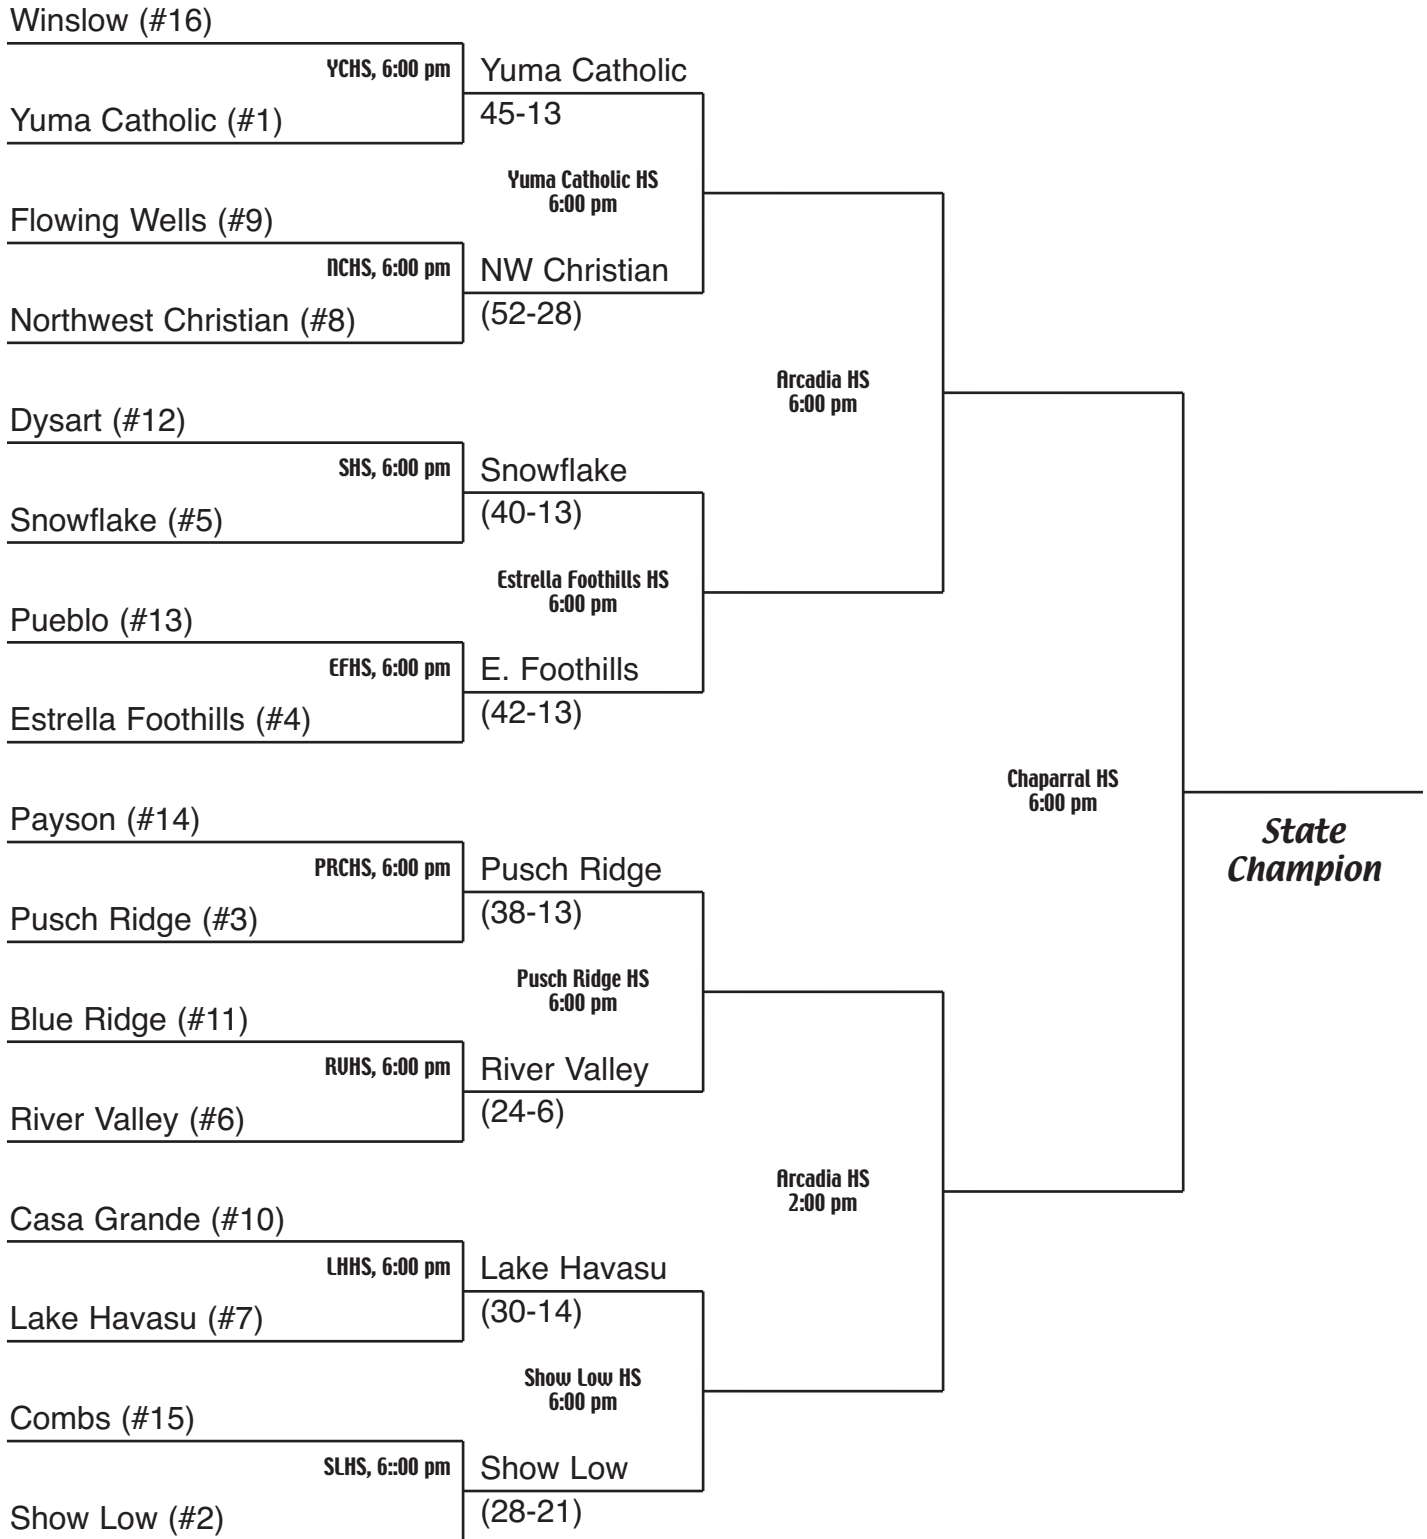 Winslow (#16)
YCHS, 6:00 pm
Yuma Catholic (#1)
Yuma Catholic
45-13
Yuma Catholic HS
6:00 pm
Flowing Wells (#9)
NCHS, 6:00 pm
Northwest Christian (#8)
NW Christian
(52-28)
Arcadia HS
6:00 pm
Dysart (#12)
SHS, 6:00 pm
Snowflake (#5)
Snowflake
(40-13)
Estrella Foothills HS
6:00 pm
Pueblo (#13)
EFHS, 6:00 pm
Estrella Foothills (#4)
E. Foothills
(42-13)
Chaparral HS
6:00 pm
State
Champion
Payson (#14)
PRCHS, 6:00 pm
Pusch Ridge (#3)
Pusch Ridge
(38-13)
Pusch Ridge HS
6:00 pm
Blue Ridge (#11)
RVHS, 6:00 pm
River Valley (#6)
River Valley
(24-6)
Arcadia HS
2:00 pm
Casa Grande (#10)
LHHS, 6:00 pm
Lake Havasu (#7)
Lake Havasu
(30-14)
Show Low HS
6:00 pm
Combs (#15)
SLHS, 6::00 pm
Show Low (#2)
Show Low
(28-21)